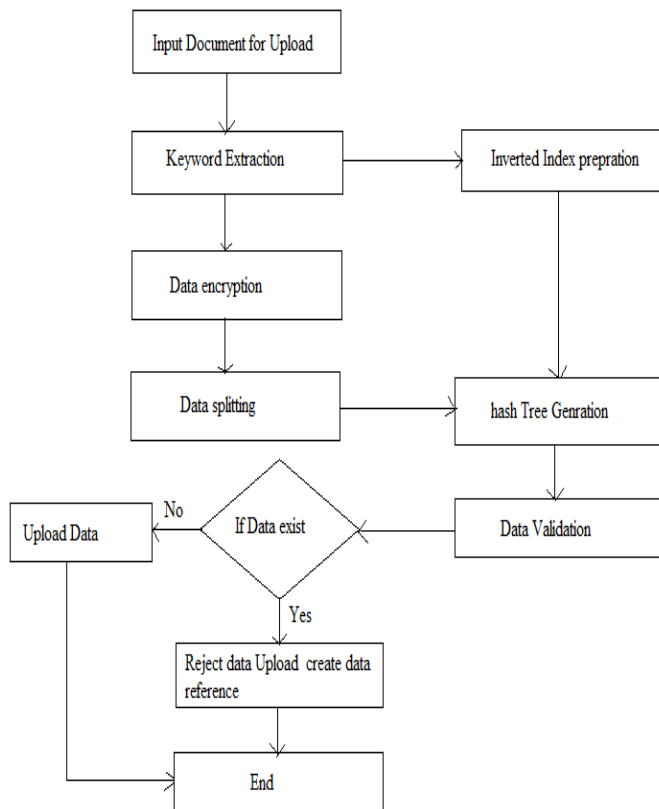 Input Document for Upload
Keyword Extraction
Inverted Index prepration
Data encryption
Data splitting
hash Tree Genration
Data Validation
If Data exist
No
Upload Data
Yes
Reject data Upload create data
reference
End